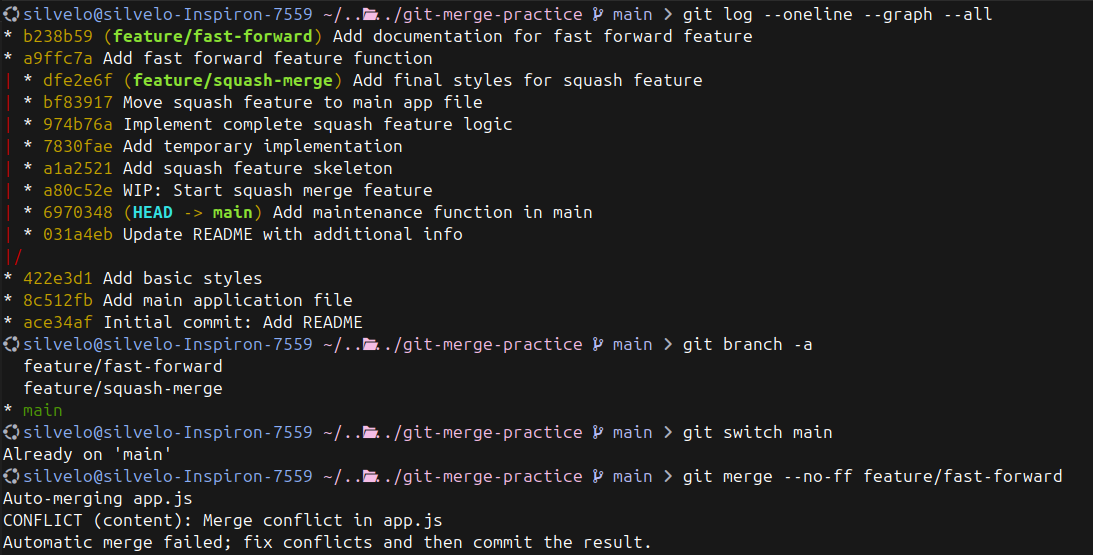 silvelo@silvelo-Inspiron-7559 ~/../git-merge-practice main > git log --oneline --graph --all
* b238b59 (feature/fast-forward) Add documentation for fast forward feature
* a9ffc7a Add fast forward feature function
| * dfe2e6f (feature/squash-merge) Add final styles for squash feature
| * bf83917 Move squash feature to main app file
| * 974b76a Implement complete squash feature logic
| * 7830fae Add temporary implementation
| * a1a2521 Add squash feature skeleton
| * a80c52e WIP: Start squash merge feature
| * 6970348 (HEAD -> main) Add maintenance function in main
| * 031a4eb Update README with additional info
|/
* 422e3d1 Add basic styles
* 8c512fb Add main application file
* ace34af Initial commit: Add README
silvelo@silvelo-Inspiron-7559 ~/../git-merge-practice main > git branch -a
  feature/fast-forward
  feature/squash-merge
* main
silvelo@silvelo-Inspiron-7559 ~/../git-merge-practice main > git switch main
Already on 'main'
silvelo@silvelo-Inspiron-7559 ~/../git-merge-practice main > git merge --no-ff feature/fast-forward
Auto-merging app.js
CONFLICT (content): Merge conflict in app.js
Automatic merge failed; fix conflicts and then commit the result.